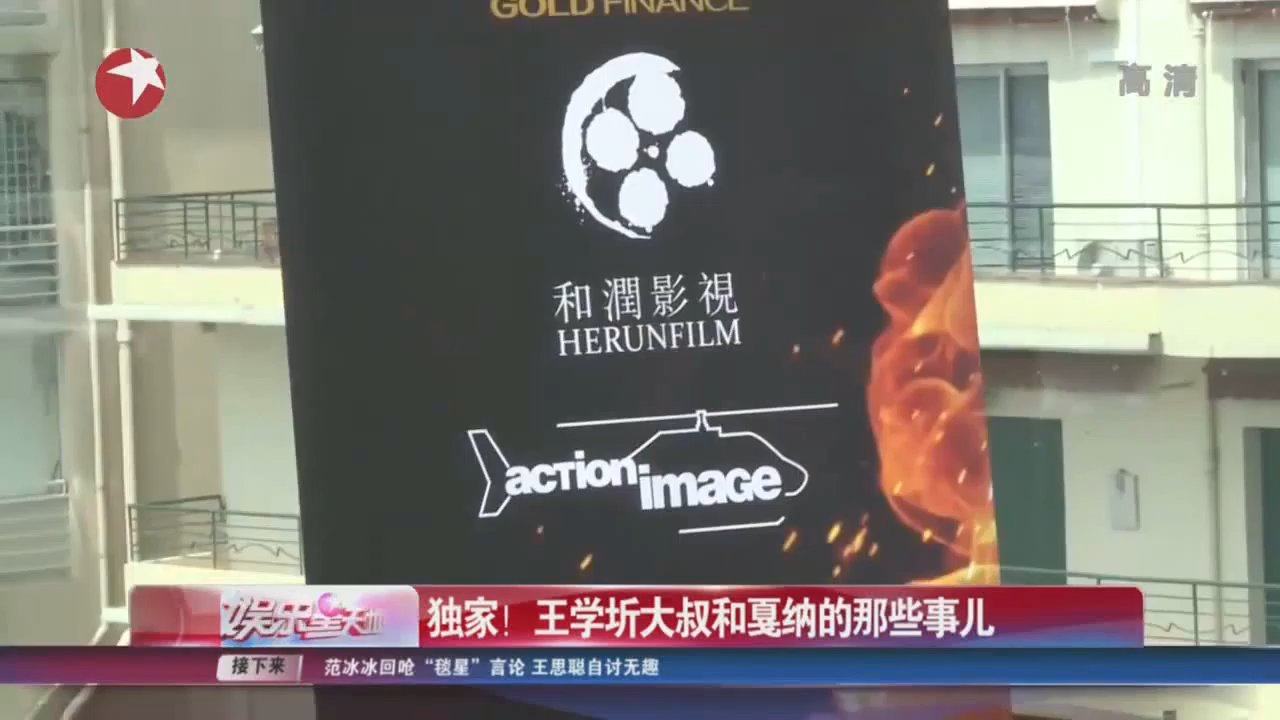 GOLD FINANCE
高清
和潤影視
HERUNFILM
action image
娱乐星天地
独家！ 王学圻大叔和戛纳的那些事儿
接下来
范冰冰回呛“毯星”言论 王思聪自讨无趣